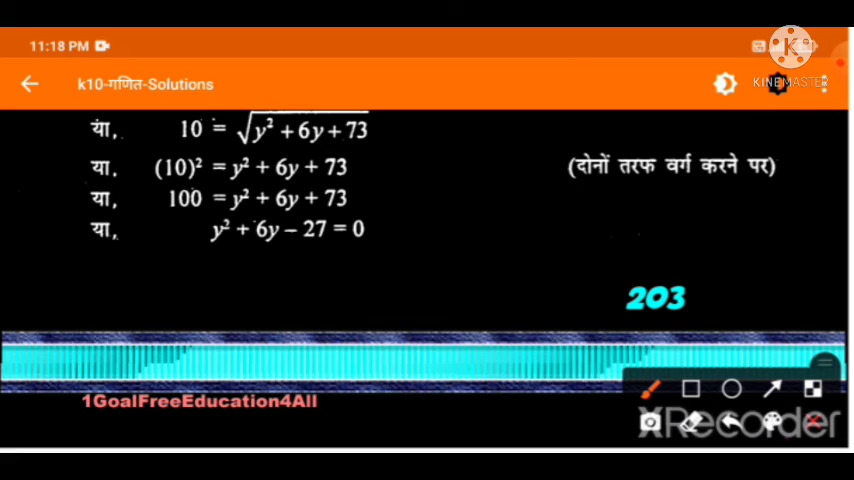 11:18 PM
K
KINEMASTER
k10-गणित-Solutions
या, 10 = √y² + 6y + 73
या, (10)² = y² + 6y + 73 (दोनों तरफ वर्ग करने पर)
या, 100 = y² + 6y + 73
या, y² + 6y – 27 = 0
203
1GoalFreeEducation4All
XRecorder